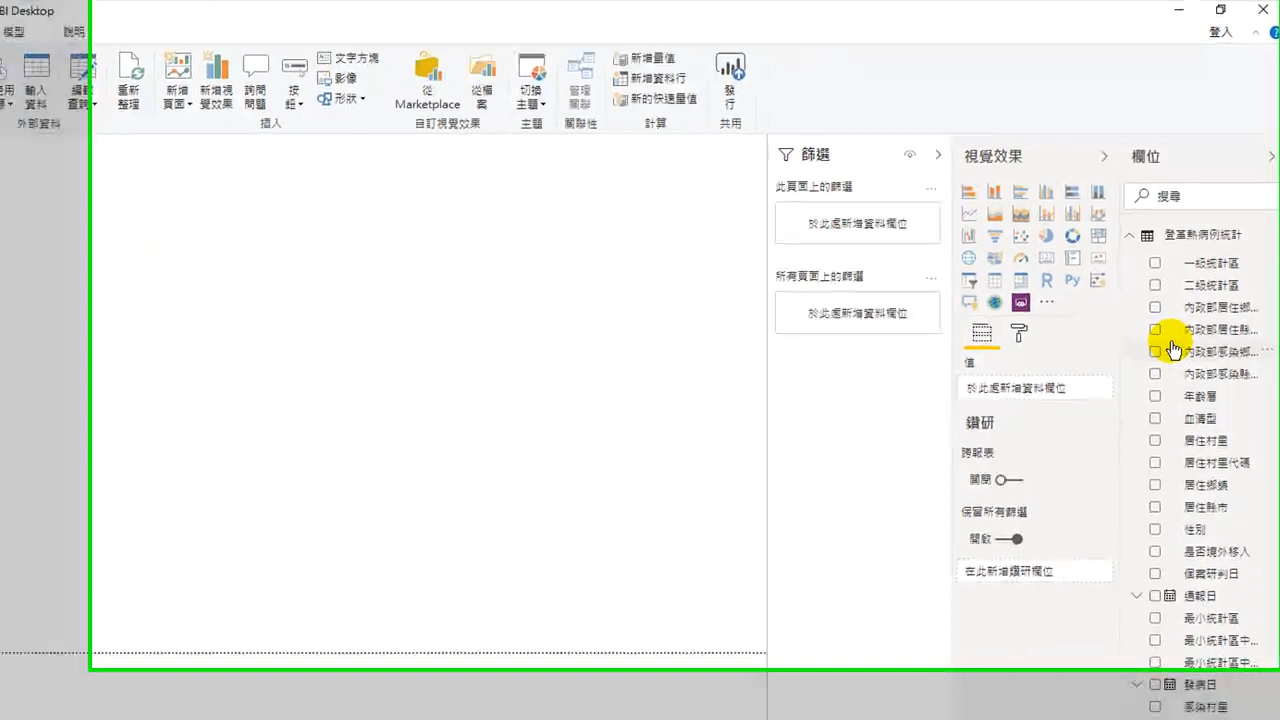 BI Desktop
模型
說明
登入
輸入
資料
外部資料
重新
整理
新增
頁面
新增視
覺效果
詢問
問題
按
鈕
文字方塊
影像
形狀
插入
從
Marketplace
從檔
案
自訂視覺效果
切換
主題
主題
管理
關聯
關聯性
新增量值
新增資料行
新的快速量值
計算
發
行
共用
篩選
此頁面上的篩選
...
於此處新增資料欄位
所有頁面上的篩選
...
於此處新增資料欄位
視覺效果
R
Py
...
值
於此處新增資料欄位
鑽研
跨報表
關閉
保留所有篩選
開啟
在此新增鑽研欄位
欄位
搜尋
登革熱病例統計
一級統計區
二級統計區
內政部居住鄉...
內政部居住縣...
內政部感染鄉...
內政部感染縣...
年齡層
血清型
居住村里
居住村里代碼
居住鄉鎮
居住縣市
性別
是否境外移入
個案研判日
通報日
最小統計區
最小統計區中...
最小統計區中...
發病日
感染村里